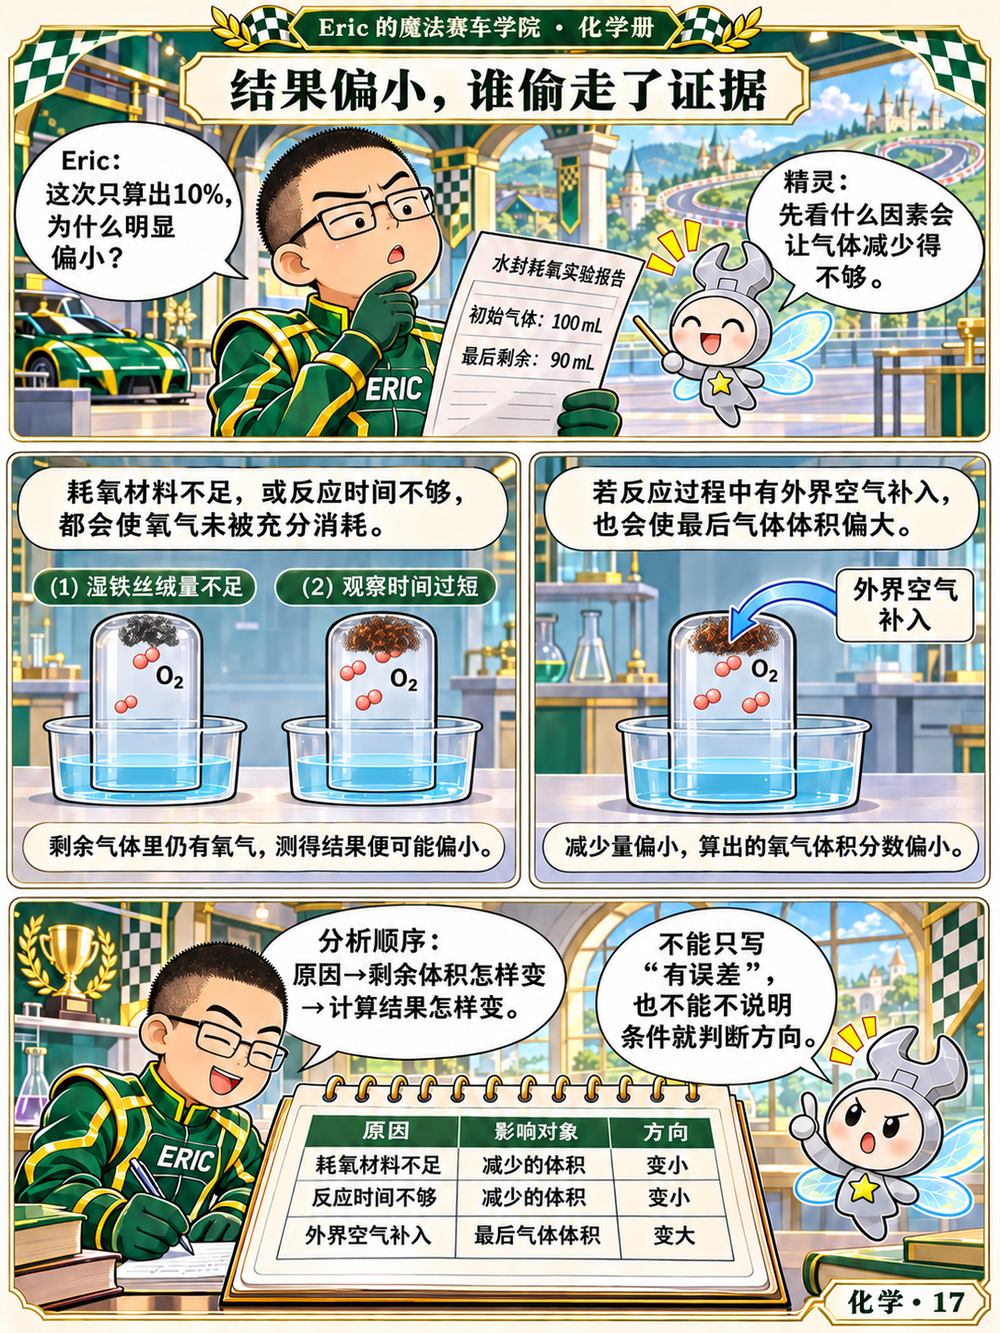 Eric 的魔法赛车学院 · 化学册
结果偏小，谁偷走了证据
Eric：
这次只算出10%，
为什么明显
偏小？
水封耗氧实验报告
初始气体：100 mL
最后剩余：90 mL
ERIC
精灵：
先看什么因素会
让气体减少得
不够。
耗氧材料不足，或反应时间不够，
都会使氧气未被充分消耗。
(1) 湿铁丝绒量不足
(2) 观察时间过短
O₂
O₂
剩余气体里仍有氧气，测得结果便可能偏小。
若反应过程中有外界空气补入，
也会使最后气体体积偏大。
外界空气
补入
O₂
减少量偏小，算出的氧气体积分数偏小。
分析顺序：
原因→剩余体积怎样变
→计算结果怎样变。
不能只写
“有误差”，
也不能不说明
条件就判断方向。
ERIC
原因 影响对象 方向
耗氧材料不足 减少的体积 变小
反应时间不够 减少的体积 变小
外界空气补入 最后气体体积 变大
化学 · 17